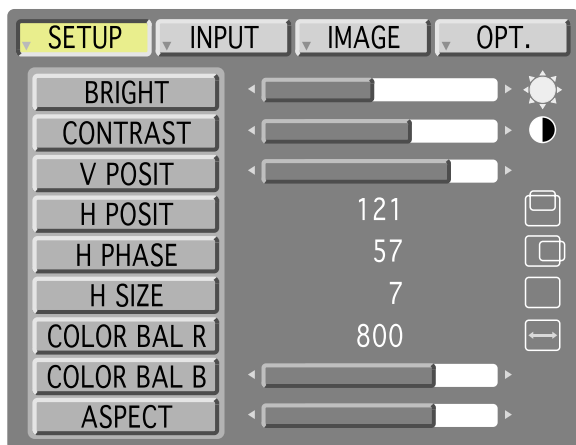 SETUP INPUT IMAGE OPT.
BRIGHT
CONTRAST
V POSIT
H POSIT 121
H PHASE 57
H SIZE 7
COLOR BAL R 800
COLOR BAL B
ASPECT